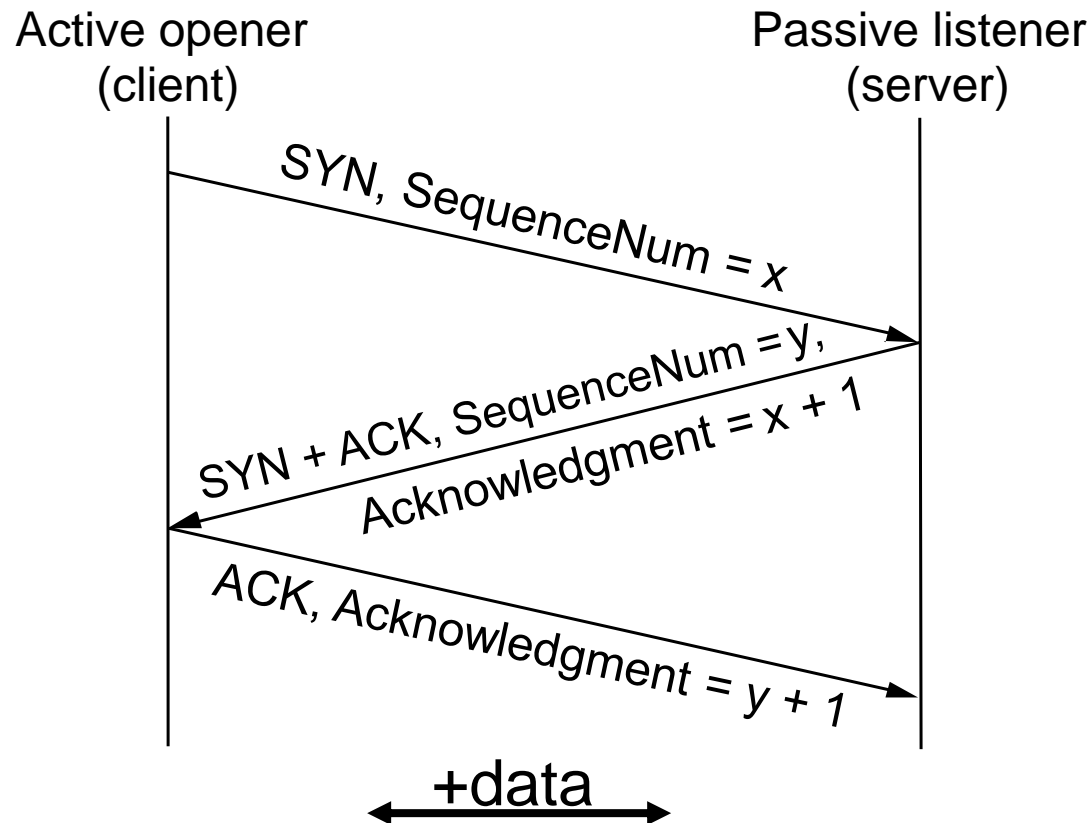 Active opener
(client)
Passive listener
(server)
SYN, SequenceNum = x
SYN + ACK, SequenceNum = y,
Acknowledgment = x + 1
ACK, Acknowledgment = y + 1
+data